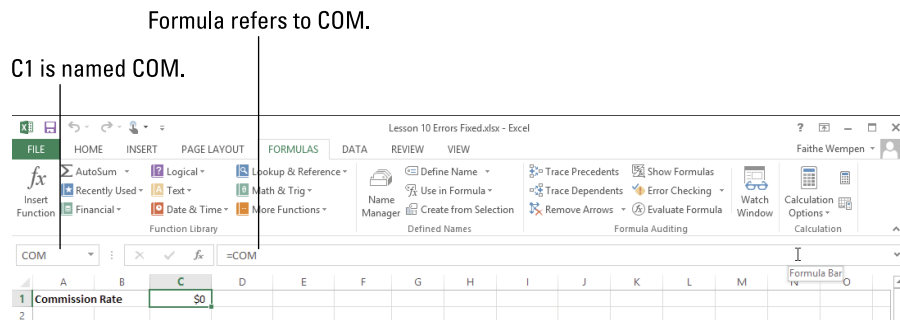 Formula refers to COM.
C1 is named COM.
Lesson 10 Errors Fixed.xlsx - Excel
FILE HOME INSERT PAGE LAYOUT FORMULAS DATA REVIEW VIEW Faithe Wempen
fx Insert Function
AutoSum
Recently Used
Financial
Logical
Text
Date & Time
Lookup & Reference
Math & Trig
More Functions
Function Library
Name Manager
Define Name
Use in Formula
Create from Selection
Defined Names
Trace Precedents
Trace Dependents
Remove Arrows
Show Formulas
Error Checking
Evaluate Formula
Formula Auditing
Watch Window
Calculation Options
Calculation
COM fx =COM
Formula Bar
A B C D E F G H I J K L M N O
1 Commission Rate $0
2